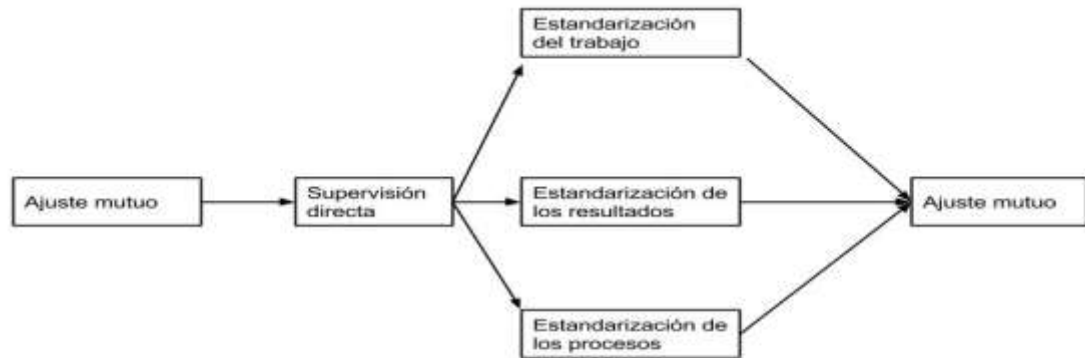 Estandarización
del trabajo
Ajuste mutuo
Supervisión
directa
Estandarización de
los resultados
Ajuste mutuo
Estandarización de
los procesos